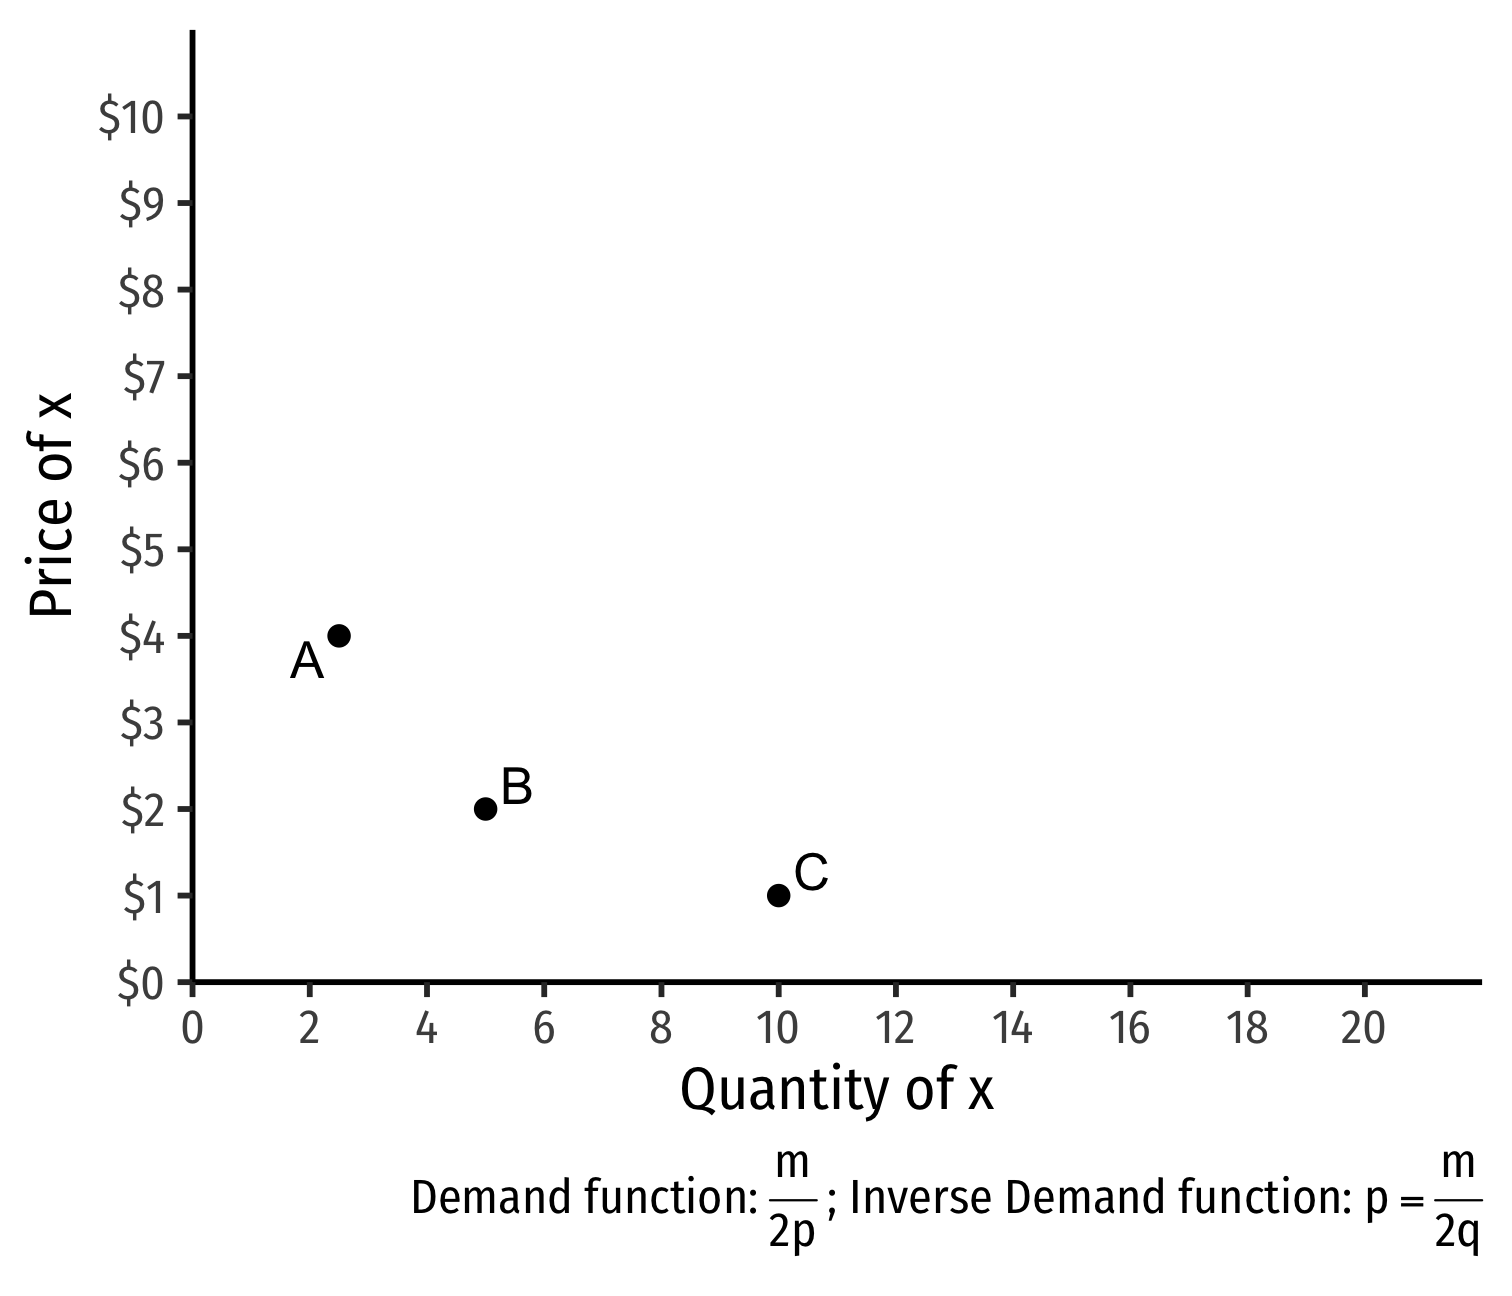 Price of x
$10
$9
$8
$7
$6
$5
$4
$3
$2
$1
$0
A
B
C
0 2 4 6 8 10 12 14 16 18 20
Quantity of x
Demand function: m/2p ; Inverse Demand function: p = m/2q